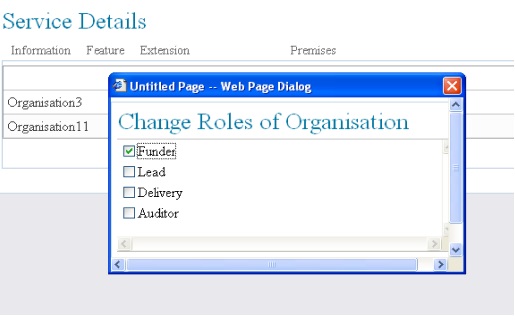 Service Details
Information Feature Extension Premises
Untitled Page -- Web Page Dialog
Organisation3
Change Roles of Organisation
Organisation11
Funder
Lead
Delivery
Auditor